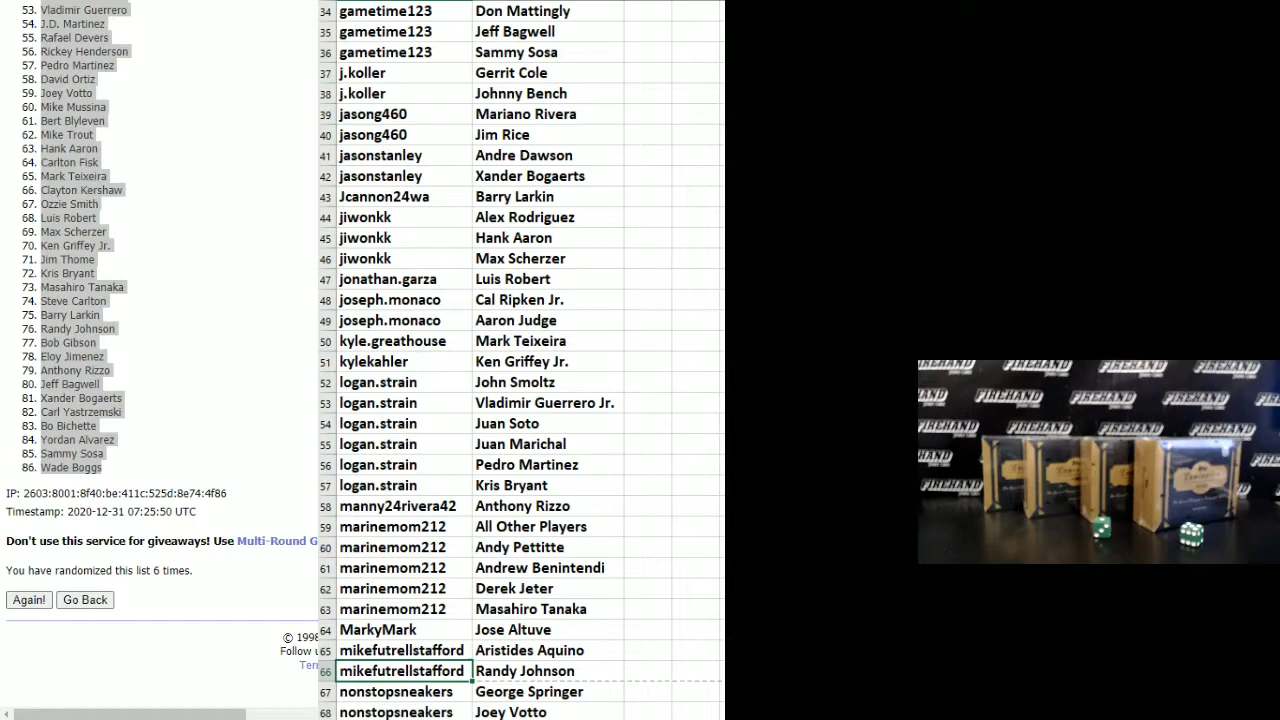 53. Vladimir Guerrero
54. J.D. Martinez
55. Rafael Devers
56. Rickey Henderson
57. Pedro Martinez
58. David Ortiz
59. Joey Votto
60. Mike Mussina
61. Bert Blyleven
62. Mike Trout
63. Hank Aaron
64. Carlton Fisk
65. Mark Teixeira
66. Clayton Kershaw
67. Ozzie Smith
68. Luis Robert
69. Max Scherzer
70. Ken Griffey Jr.
71. Jim Thome
72. Kris Bryant
73. Masahiro Tanaka
74. Steve Carlton
75. Barry Larkin
76. Randy Johnson
77. Bob Gibson
78. Eloy Jimenez
79. Anthony Rizzo
80. Jeff Bagwell
81. Xander Bogaerts
82. Carl Yastrzemski
83. Bo Bichette
84. Yordan Alvarez
85. Sammy Sosa
86. Wade Boggs
IP: 2603:8001:8f40:be:411c:525d:8e74:4f86
Timestamp: 2020-12-31 07:25:50 UTC
Don't use this service for giveaways! Use Multi-Round G
You have randomized this list 6 times.
Again! Go Back
© 1998
Follow
Ter
34 gametime123 Don Mattingly
35 gametime123 Jeff Bagwell
36 gametime123 Sammy Sosa
37 j.koller Gerrit Cole
38 j.koller Johnny Bench
39 jasong460 Mariano Rivera
40 jasong460 Jim Rice
41 jasonstanley Andre Dawson
42 jasonstanley Xander Bogaerts
43 Jcannon24wa Barry Larkin
44 jiwonkk Alex Rodriguez
45 jiwonkk Hank Aaron
46 jiwonkk Max Scherzer
47 jonathan.garza Luis Robert
48 joseph.monaco Cal Ripken Jr.
49 joseph.monaco Aaron Judge
50 kyle.greathouse Mark Teixeira
51 kylekahler Ken Griffey Jr.
52 logan.strain John Smoltz
53 logan.strain Vladimir Guerrero Jr.
54 logan.strain Juan Soto
55 logan.strain Juan Marichal
56 logan.strain Pedro Martinez
57 logan.strain Kris Bryant
58 manny24rivera42 Anthony Rizzo
59 marinemom212 All Other Players
60 marinemom212 Andy Pettitte
61 marinemom212 Andrew Benintendi
62 marinemom212 Derek Jeter
63 marinemom212 Masahiro Tanaka
64 MarkyMark Jose Altuve
65 mikefutrellstafford Aristides Aquino
66 mikefutrellstafford Randy Johnson
67 nonstopsneakers George Springer
68 nonstopsneakers Joey Votto
FIREHAND